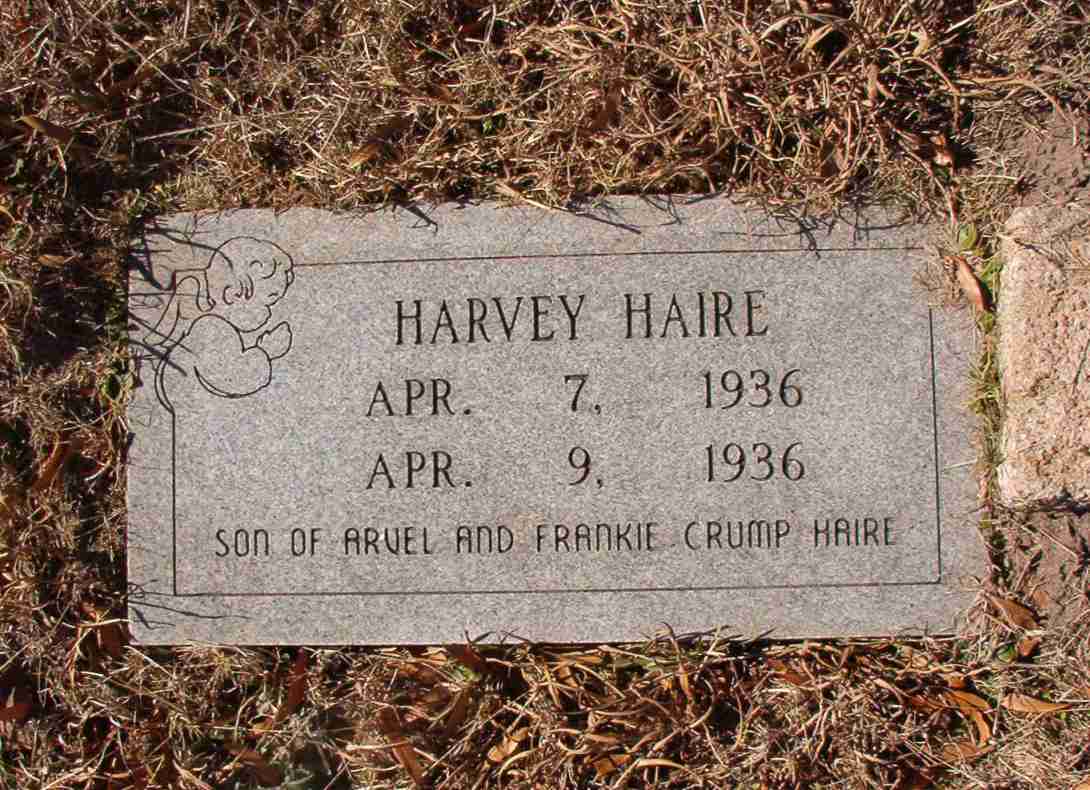 HARVEY HAIRE
APR. 7, 1936
APR. 9, 1936
SON OF ARVEL AND FRANKIE CRUMP HAIRE